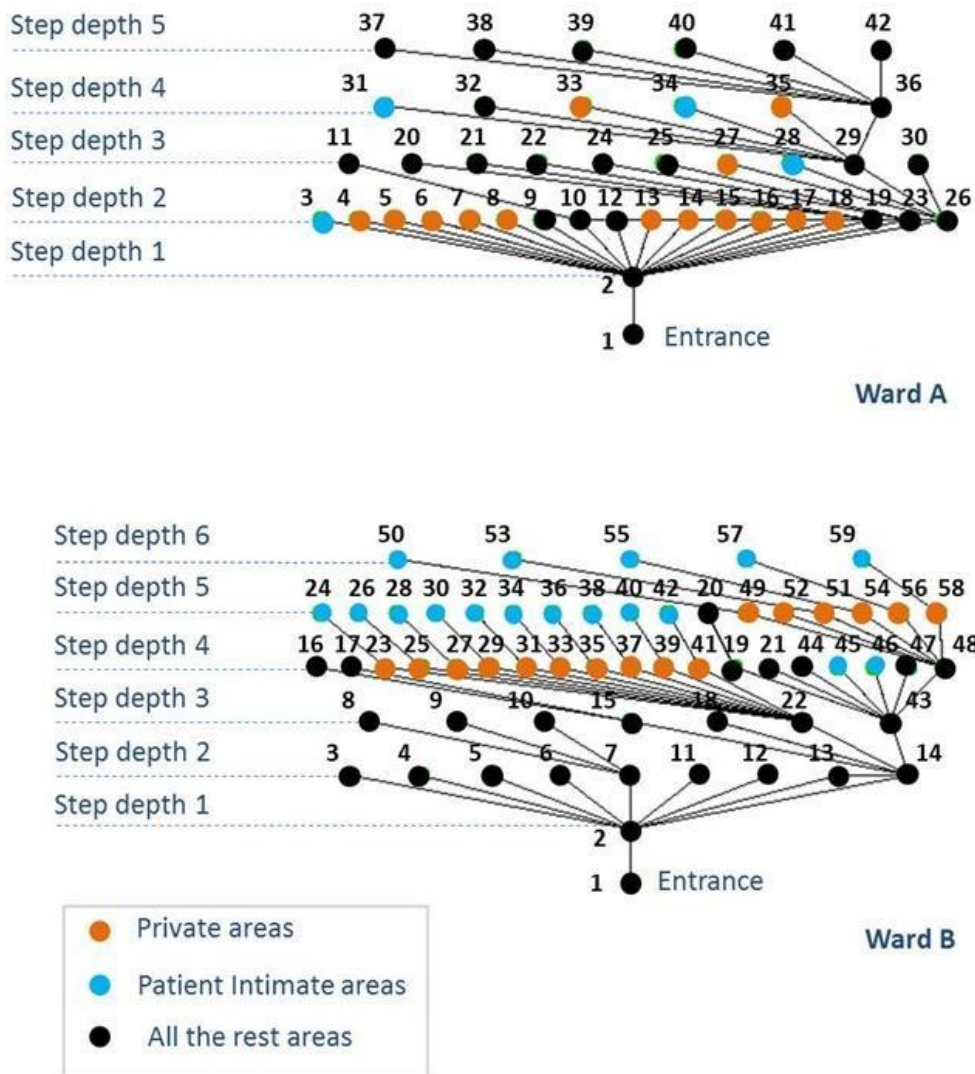 37 38 39 40 41 42
Step depth 5
31 32 33 34 35 36
Step depth 4
11 20 21 22 24 25 27 28 29 30
Step depth 3
3 4 5 6 7 8 9 10 12 13 14 15 16 17 18 19 23 26
Step depth 2
Step depth 1
2
1 Entrance
Ward A
50 53 55 57 59
Step depth 6
Step depth 5
24 26 28 30 32 34 36 38 40 42 20 49 52 51 54 56 58
Step depth 4
16 17 23 25 27 29 31 33 35 37 39 41 19 21 44 45 46 47 48
Step depth 3
8 9 10 15 18 22 43
Step depth 2
3 4 5 6 7 11 12 13 14
Step depth 1
2
1 Entrance
Ward B
Private areas
Patient Intimate areas
All the rest areas